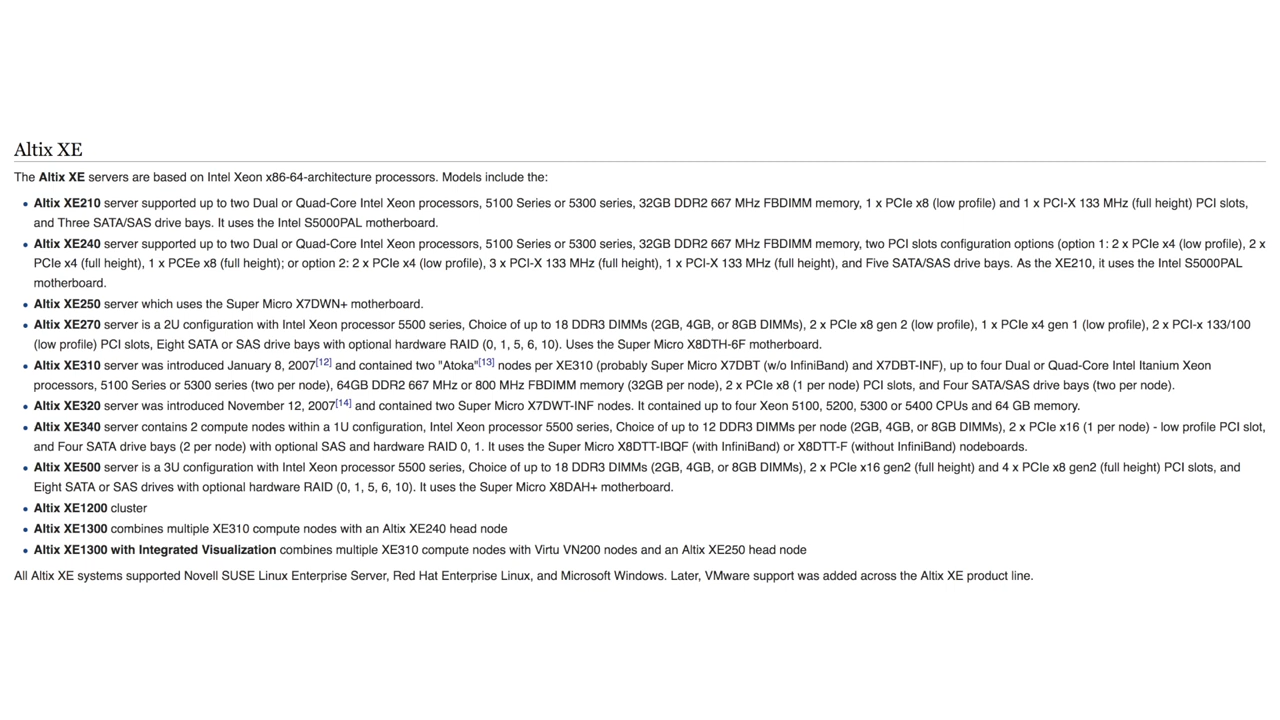 Altix XE
The Altix XE servers are based on Intel Xeon x86-64-architecture processors. Models include the:
• Altix XE210 server supported up to two Dual or Quad-Core Intel Xeon processors, 5100 Series or 5300 series, 32GB DDR2 667 MHz FBDIMM memory, 1 x PCIe x8 (low profile) and 1 x PCI-X 133 MHz (full height) PCI slots,
and Three SATA/SAS drive bays. It uses the Intel S5000PAL motherboard.
• Altix XE240 server supported up to two Dual or Quad-Core Intel Xeon processors, 5100 Series or 5300 series, 32GB DDR2 667 MHz FBDIMM memory, two PCI slots configuration options (option 1: 2 x PCIe x4 (low profile), 2 x
PCIe x4 (full height), 1 x PCEe x8 (full height); or option 2: 2 x PCIe x4 (low profile), 3 x PCI-X 133 MHz (full height), 1 x PCI-X 133 MHz (full height), and Five SATA/SAS drive bays. As the XE210, it uses the Intel S5000PAL
motherboard.
• Altix XE250 server which uses the Super Micro X7DWN+ motherboard.
• Altix XE270 server is a 2U configuration with Intel Xeon processor 5500 series, Choice of up to 18 DDR3 DIMMs (2GB, 4GB, or 8GB DIMMs), 2 x PCIe x8 gen 2 (low profile), 1 x PCIe x4 gen 1 (low profile), 2 x PCI-x 133/100
(low profile) PCI slots, Eight SATA or SAS drive bays with optional hardware RAID (0, 1, 5, 6, 10). Uses the Super Micro X8DTH-6F motherboard.
• Altix XE310 server was introduced January 8, 2007[12] and contained two "Atoka"[13] nodes per XE310 (probably Super Micro X7DBT (w/o InfiniBand) and X7DBT-INF), up to four Dual or Quad-Core Intel Itanium Xeon
processors, 5100 Series or 5300 series (two per node), 64GB DDR2 667 MHz or 800 MHz FBDIMM memory (32GB per node), 2 x PCIe x8 (1 per node) PCI slots, and Four SATA/SAS drive bays (two per node).
• Altix XE320 server was introduced November 12, 2007[14] and contained two Super Micro X7DWT-INF nodes. It contained up to four Xeon 5100, 5200, 5300 or 5400 CPUs and 64 GB memory.
• Altix XE340 server contains 2 compute nodes within a 1U configuration, Intel Xeon processor 5500 series, Choice of up to 12 DDR3 DIMMs per node (2GB, 4GB, or 8GB DIMMs), 2 x PCIe x16 (1 per node) - low profile PCI slot,
and Four SATA drive bays (2 per node) with optional SAS and hardware RAID 0, 1. It uses the Super Micro X8DTT-IBQF (with InfiniBand) or X8DTT-F (without InfiniBand) nodeboards.
• Altix XE500 server is a 3U configuration with Intel Xeon processor 5500 series, Choice of up to 18 DDR3 DIMMs (2GB, 4GB, or 8GB DIMMs), 2 x PCIe x16 gen2 (full height) and 4 x PCIe x8 gen2 (full height) PCI slots, and
Eight SATA or SAS drives with optional hardware RAID (0, 1, 5, 6, 10). It uses the Super Micro X8DAH+ motherboard.
• Altix XE1200 cluster
• Altix XE1300 combines multiple XE310 compute nodes with an Altix XE240 head node
• Altix XE1300 with Integrated Visualization combines multiple XE310 compute nodes with Virtu VN200 nodes and an Altix XE250 head node
All Altix XE systems supported Novell SUSE Linux Enterprise Server, Red Hat Enterprise Linux, and Microsoft Windows. Later, VMware support was added across the Altix XE product line.